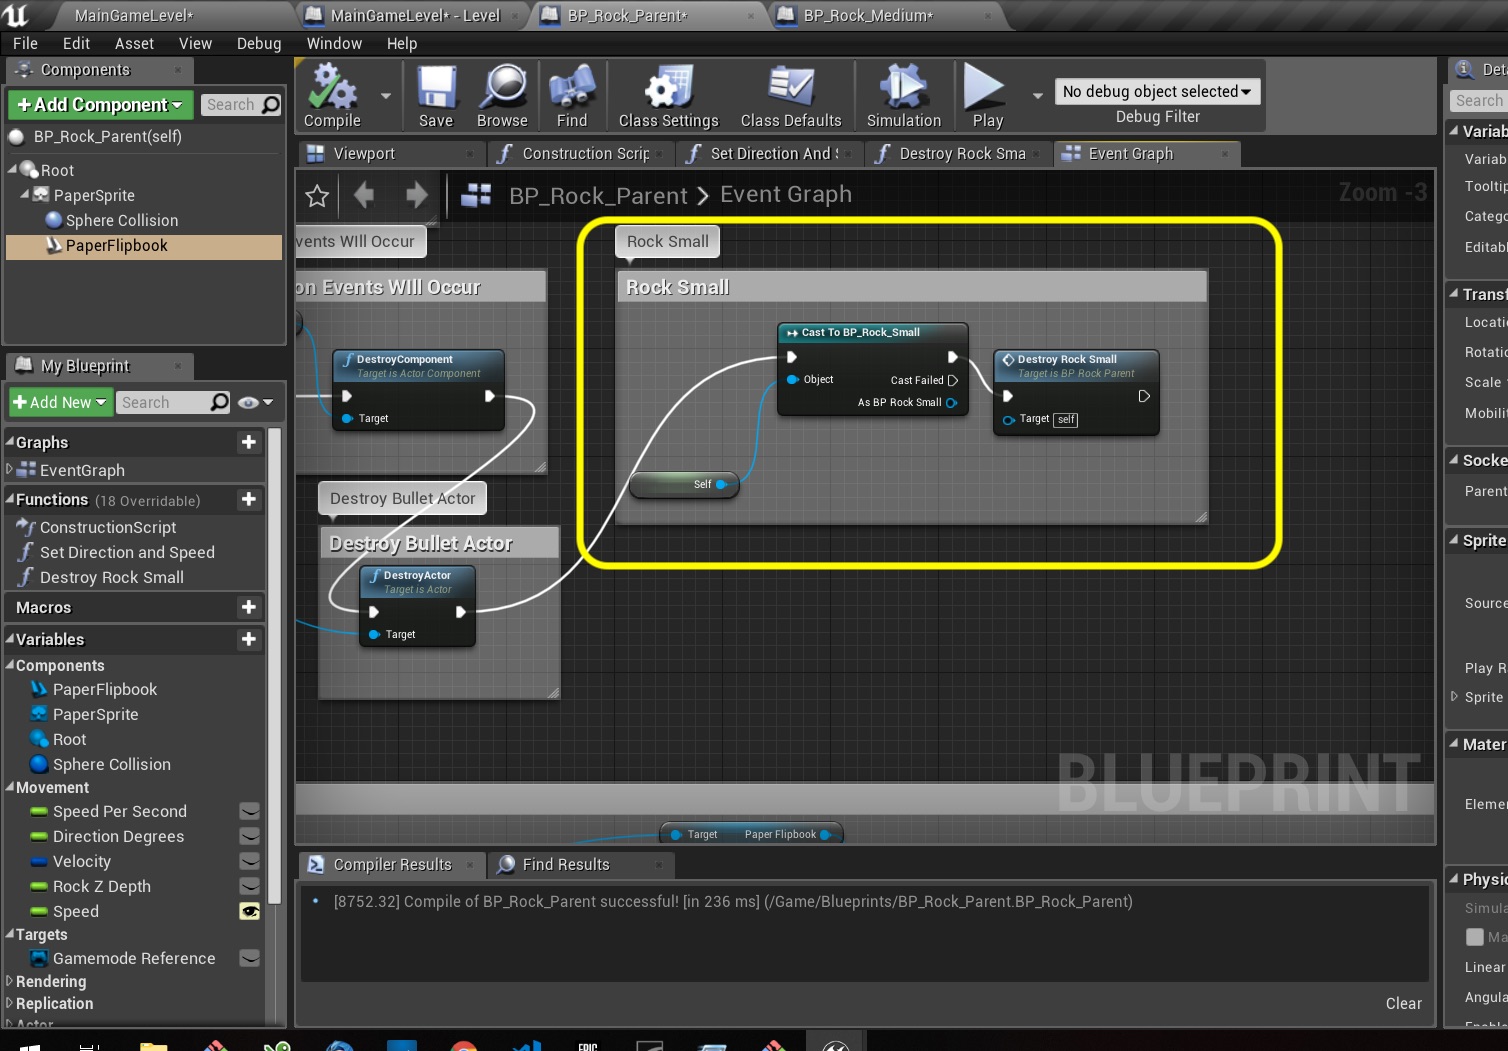 MainGameLevel*
MainGameLevel* - Level
BP_Rock_Parent*
BP_Rock_Medium*
File Edit Asset View Debug Window Help
Components
+Add Component
Search
BP_Rock_Parent(self)
Root
PaperSprite
Sphere Collision
PaperFlipbook
Compile
Save
Browse
Find
Class Settings
Class Defaults
Simulation
Play
No debug object selected
Debug Filter
Viewport
Construction Scrip
Set Direction And S
Destroy Rock Sma
Event Graph
BP_Rock_Parent > Event Graph
Zoom -3
vents WIll Occur
on Events WIll Occur
DestroyComponent
Target is Actor Component
Target
Destroy Bullet Actor
Destroy Bullet Actor
DestroyActor
Target is Actor
Target
Rock Small
Rock Small
Cast To BP_Rock_Small
Object
Cast Failed
As BP Rock Small
Self
Destroy Rock Small
Target is BP Rock Parent
Target self
BLUEPRINT
Target Paper Flipbook
My Blueprint
+Add New
Search
Graphs
EventGraph
Functions (18 Overridable)
ConstructionScript
Set Direction and Speed
Destroy Rock Small
Macros
Variables
Components
PaperFlipbook
PaperSprite
Root
Sphere Collision
Movement
Speed Per Second
Direction Degrees
Velocity
Rock Z Depth
Speed
Targets
Gamemode Reference
Rendering
Replication
Actor
Compiler Results
Find Results
[8752.32] Compile of BP_Rock_Parent successful! [in 236 ms] (/Game/Blueprints/BP_Rock_Parent.BP_Rock_Parent)
Clear
Deta
Search
Variab
Variab
Tooltip
Catego
Editabl
Transf
Locatio
Rotatio
Scale
Mobilit
Socke
Parent
Sprite
Source
Play R
Sprite
Mater
Elemen
Physic
Simula
Ma
Linear
Angula
EPIC